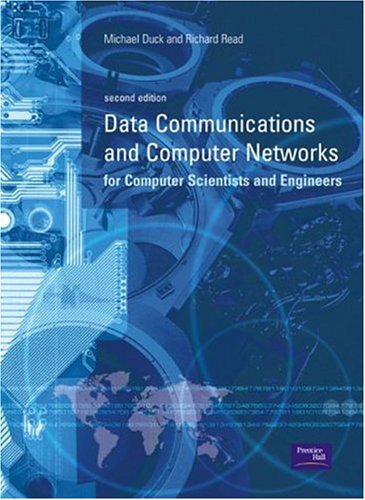 Michael Duck and Richard Read
second edition
Data Communications
and Computer Networks
for Computer Scientists and Engineers
Prentice
Hall